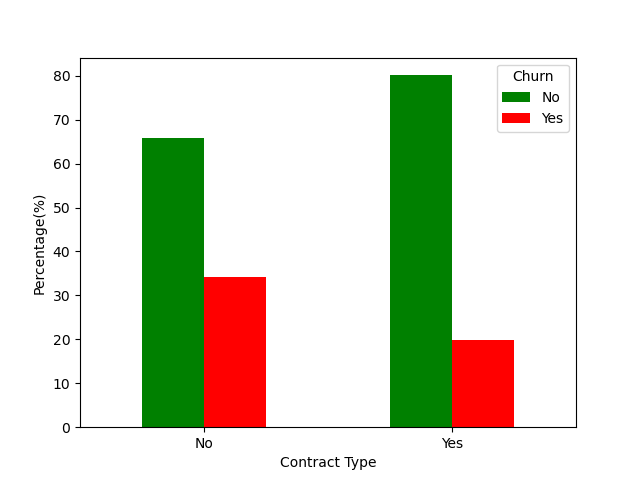 Churn
No
Yes
80
70
60
50
40
30
20
10
0
Percentage(%)
No
Yes
Contract Type